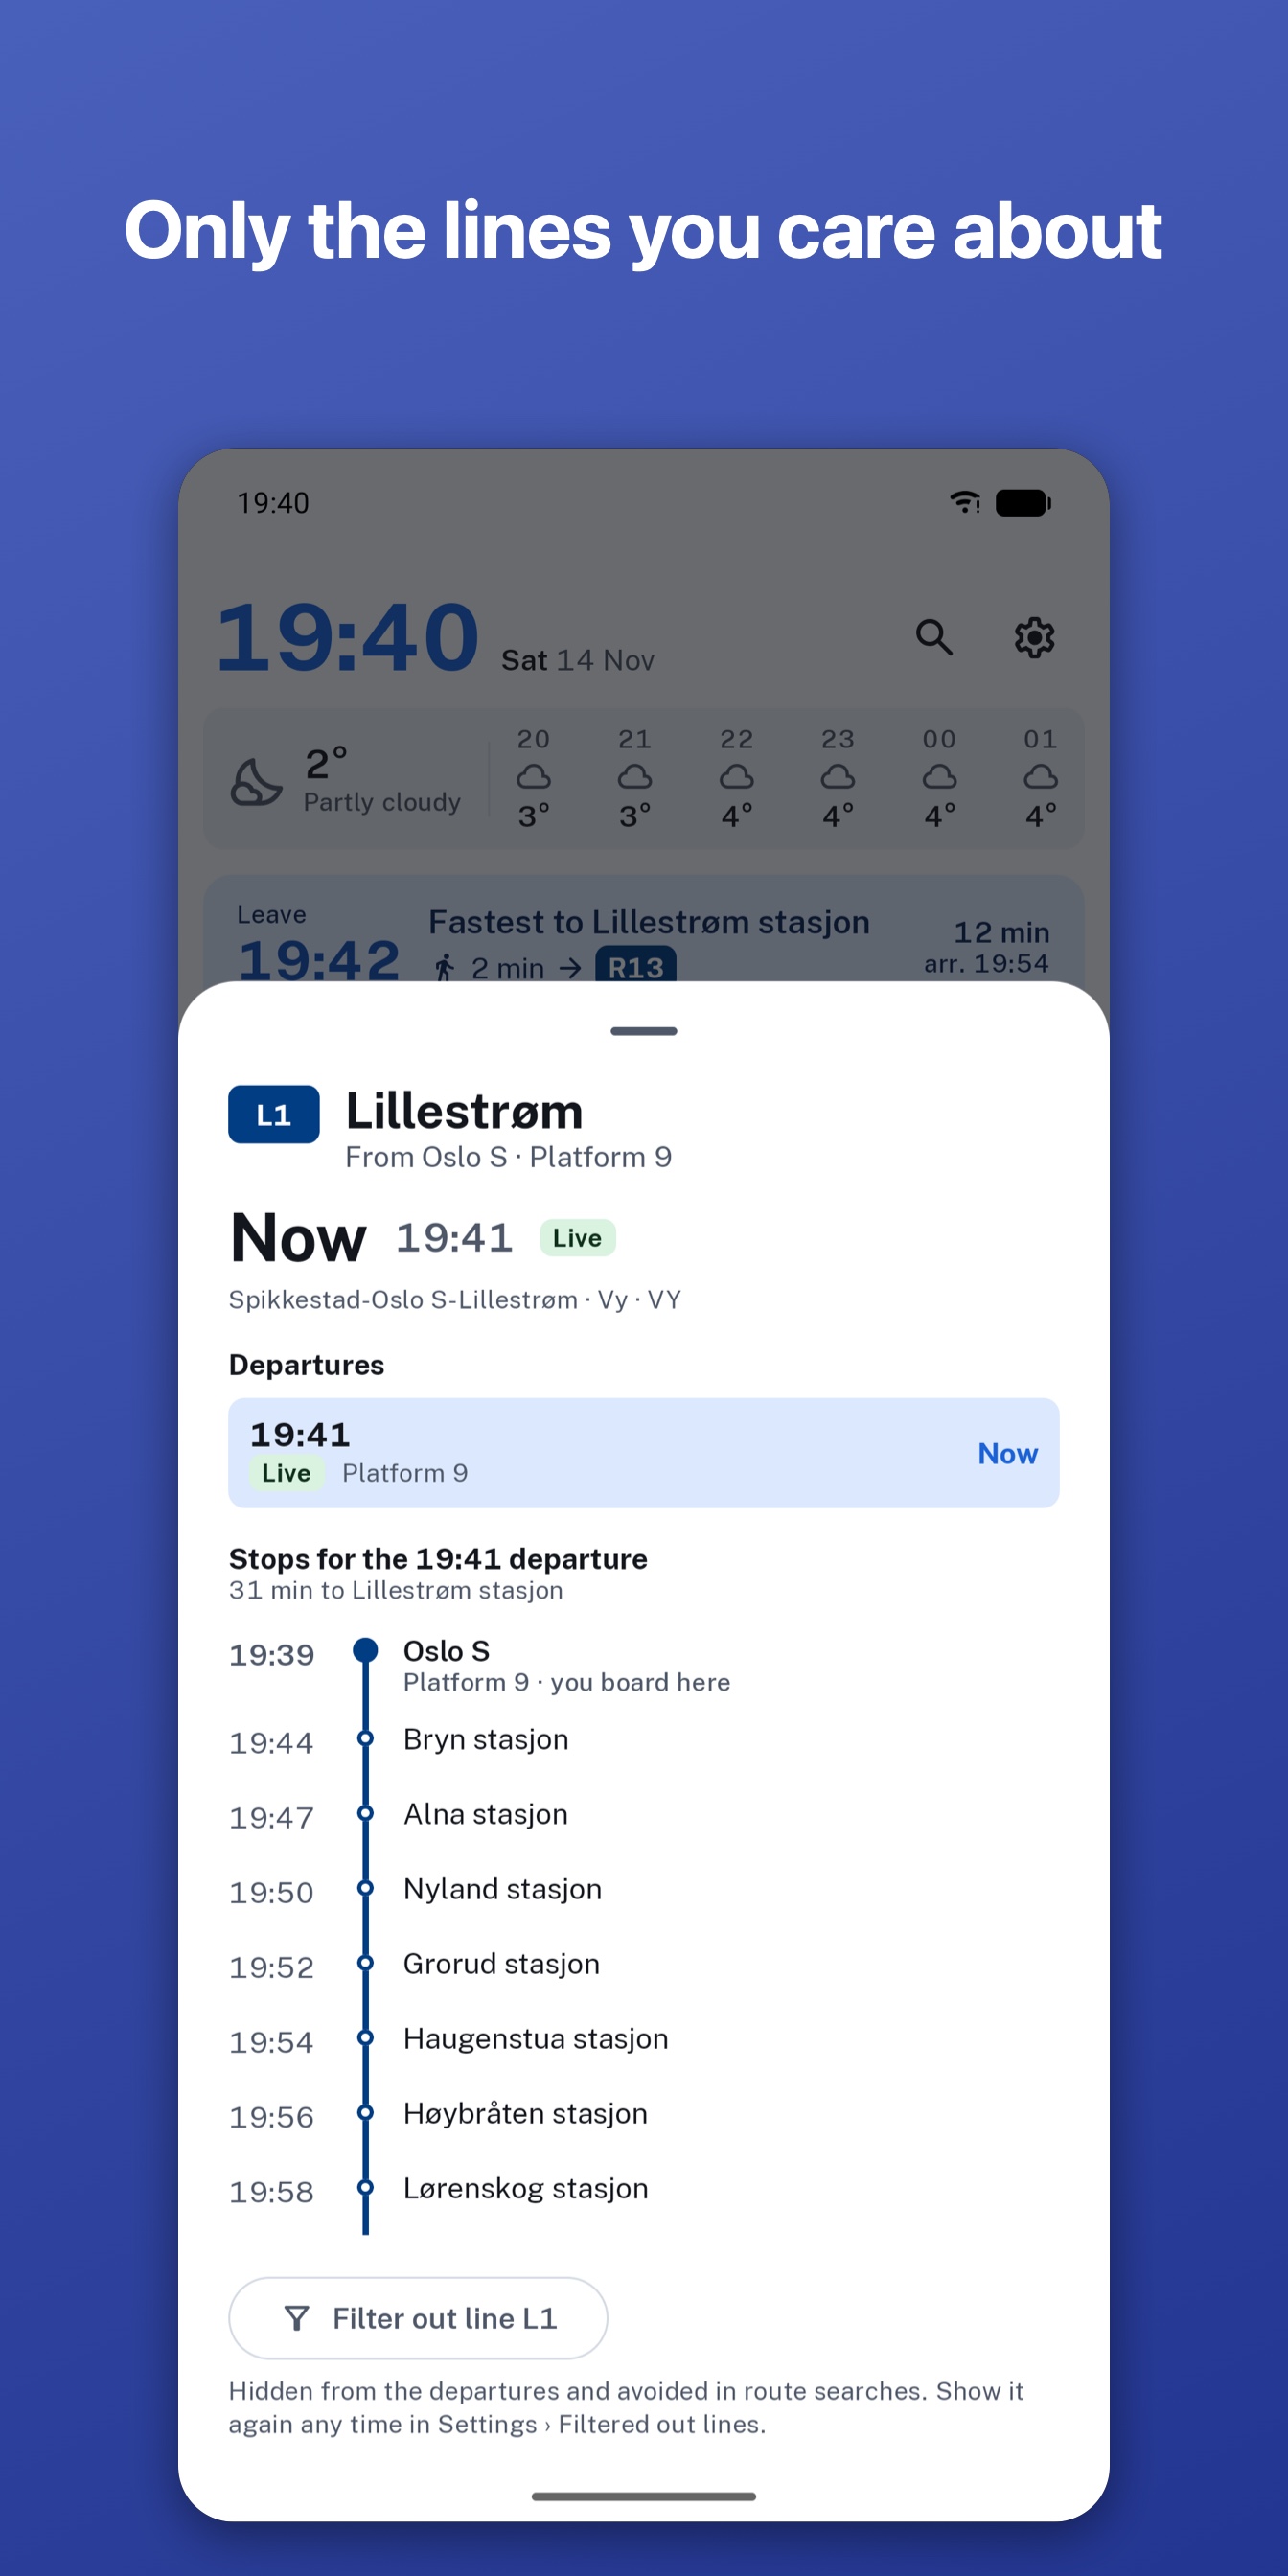 Only the lines you care about
19:40
19:40 Sat 14 Nov
2°
Partly cloudy
20 21 22 23 00 01
3° 3° 4° 4° 4° 4°
Leave
19:42
Fastest to Lillestrøm stasjon
2 min → R13
12 min
arr. 19:54
L1 Lillestrøm
From Oslo S · Platform 9
Now 19:41 Live
Spikkestad-Oslo S-Lillestrøm · Vy · VY
Departures
19:41
Live Platform 9
Now
Stops for the 19:41 departure
31 min to Lillestrøm stasjon
19:39 Oslo S
Platform 9 · you board here
19:44 Bryn stasjon
19:47 Alna stasjon
19:50 Nyland stasjon
19:52 Grorud stasjon
19:54 Haugenstua stasjon
19:56 Høybråten stasjon
19:58 Lørenskog stasjon
Filter out line L1
Hidden from the departures and avoided in route searches. Show it
again any time in Settings › Filtered out lines.